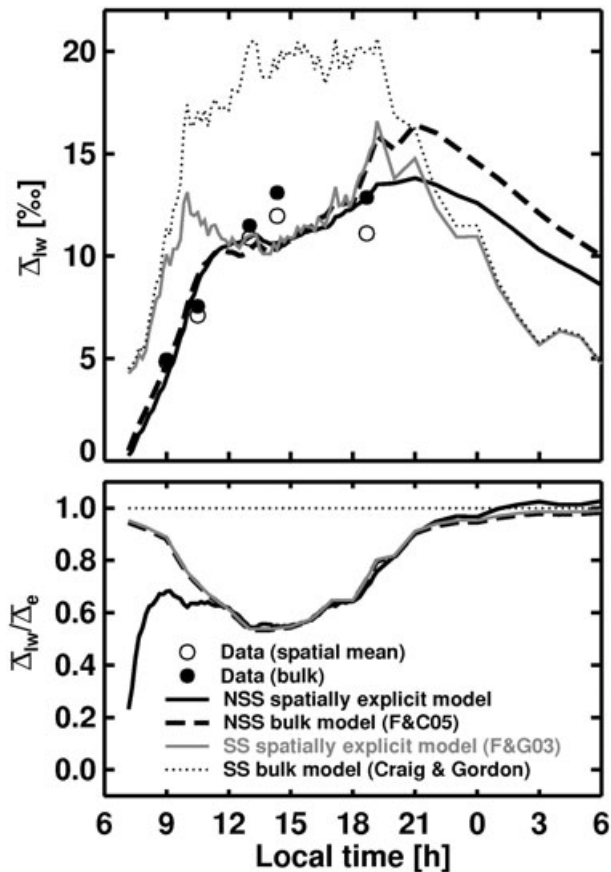 20
15
10
5
0
Δ̅lw [‰]
1.0
0.8
0.6
0.4
0.2
0.0
Δ̅lw/Δ̅e
Data (spatial mean)
Data (bulk)
NSS spatially explicit model
NSS bulk model (F&C05)
SS spatially explicit model (F&G03)
SS bulk model (Craig & Gordon)
6 9 12 15 18 21 0 3 6
Local time [h]